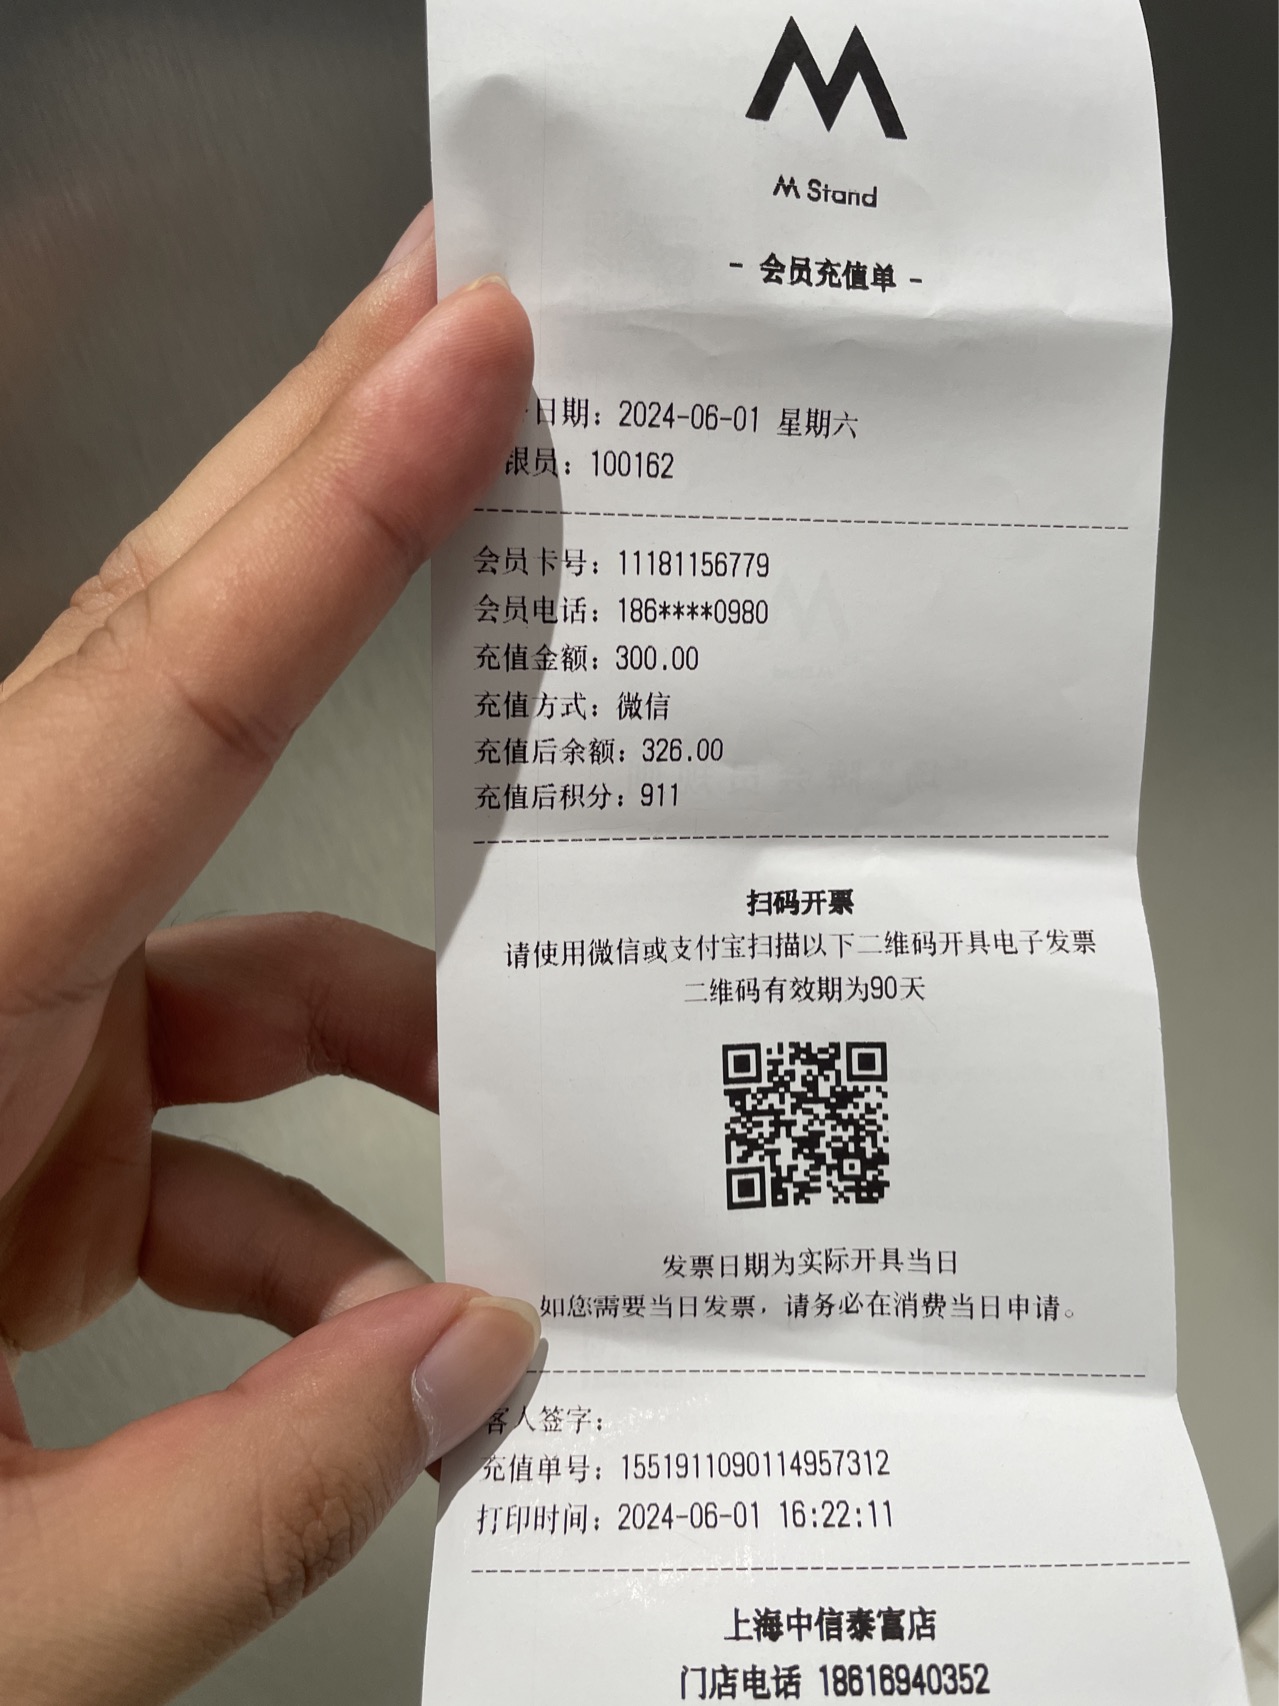 M Stand
- 会员充值单 -
日期：2024-06-01 星期六
银员：100162
会员卡号：11181156779
会员电话：186****0980
充值金额：300.00
充值方式：微信
充值后余额：326.00
充值后积分：911
扫码开票
请使用微信或支付宝扫描以下二维码开具电子发票
二维码有效期为90天
发票日期为实际开具当日
如您需要当日发票，请务必在消费当日申请。
客人签字：
充值单号：1551911090114957312
打印时间：2024-06-01 16:22:11
上海中信泰富店
门店电话 18616940352